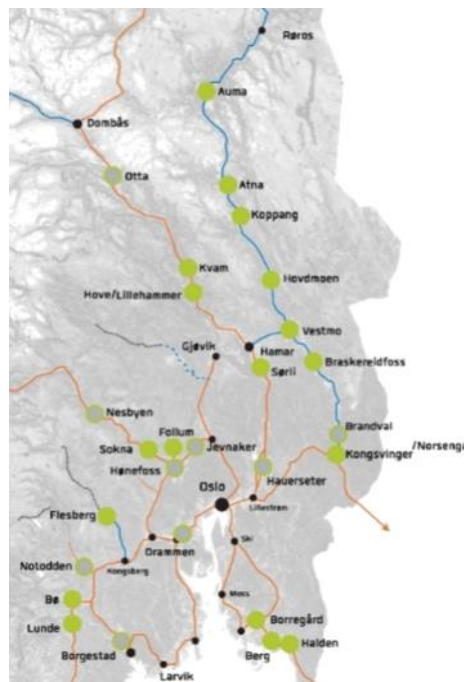 Røros
Auma
Dombås
Otta
Atna
Koppang
Kvam
Hovdmoen
Hove/Lillehammer
Vestmo
Gjøvik
Hamar
Braskereidfoss
Sørli
Nesbyen
Brandval
Follum
/Norsenga
Sokna
Jevnaker
Kongsvinger
Hønefoss
Hauerseter
Oslo
Lillestrøm
Flesberg
Drammen
Ski
Notodden
Kongsberg
Bø
Moss
Borregård
Lunde
Borgestad
Berg
Halden
Larvik